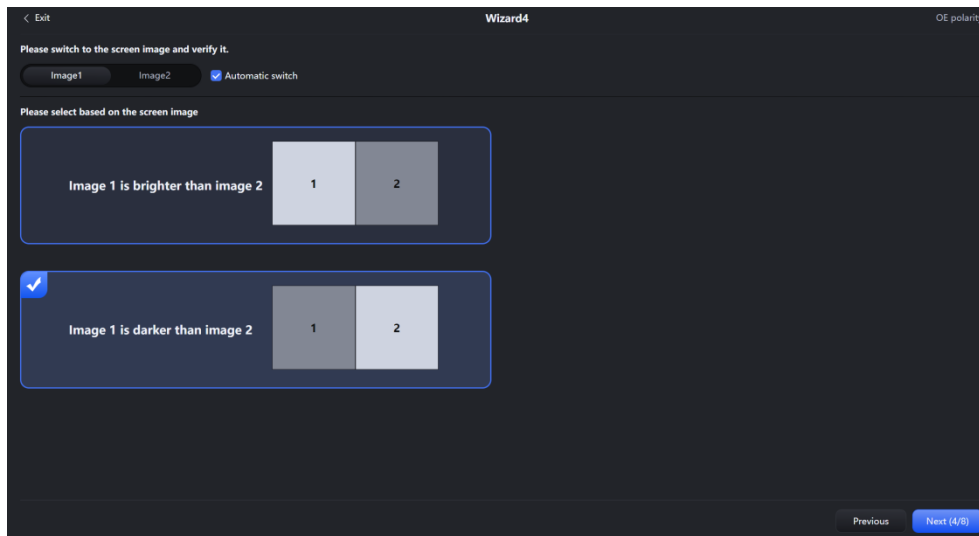 Exit
Wizard4
OE polarit
Please switch to the screen image and verify it.
Image1 Image2 Automatic switch
Please select based on the screen image
Image 1 is brighter than image 2 1 2
Image 1 is darker than image 2 1 2
Previous Next (4/8)